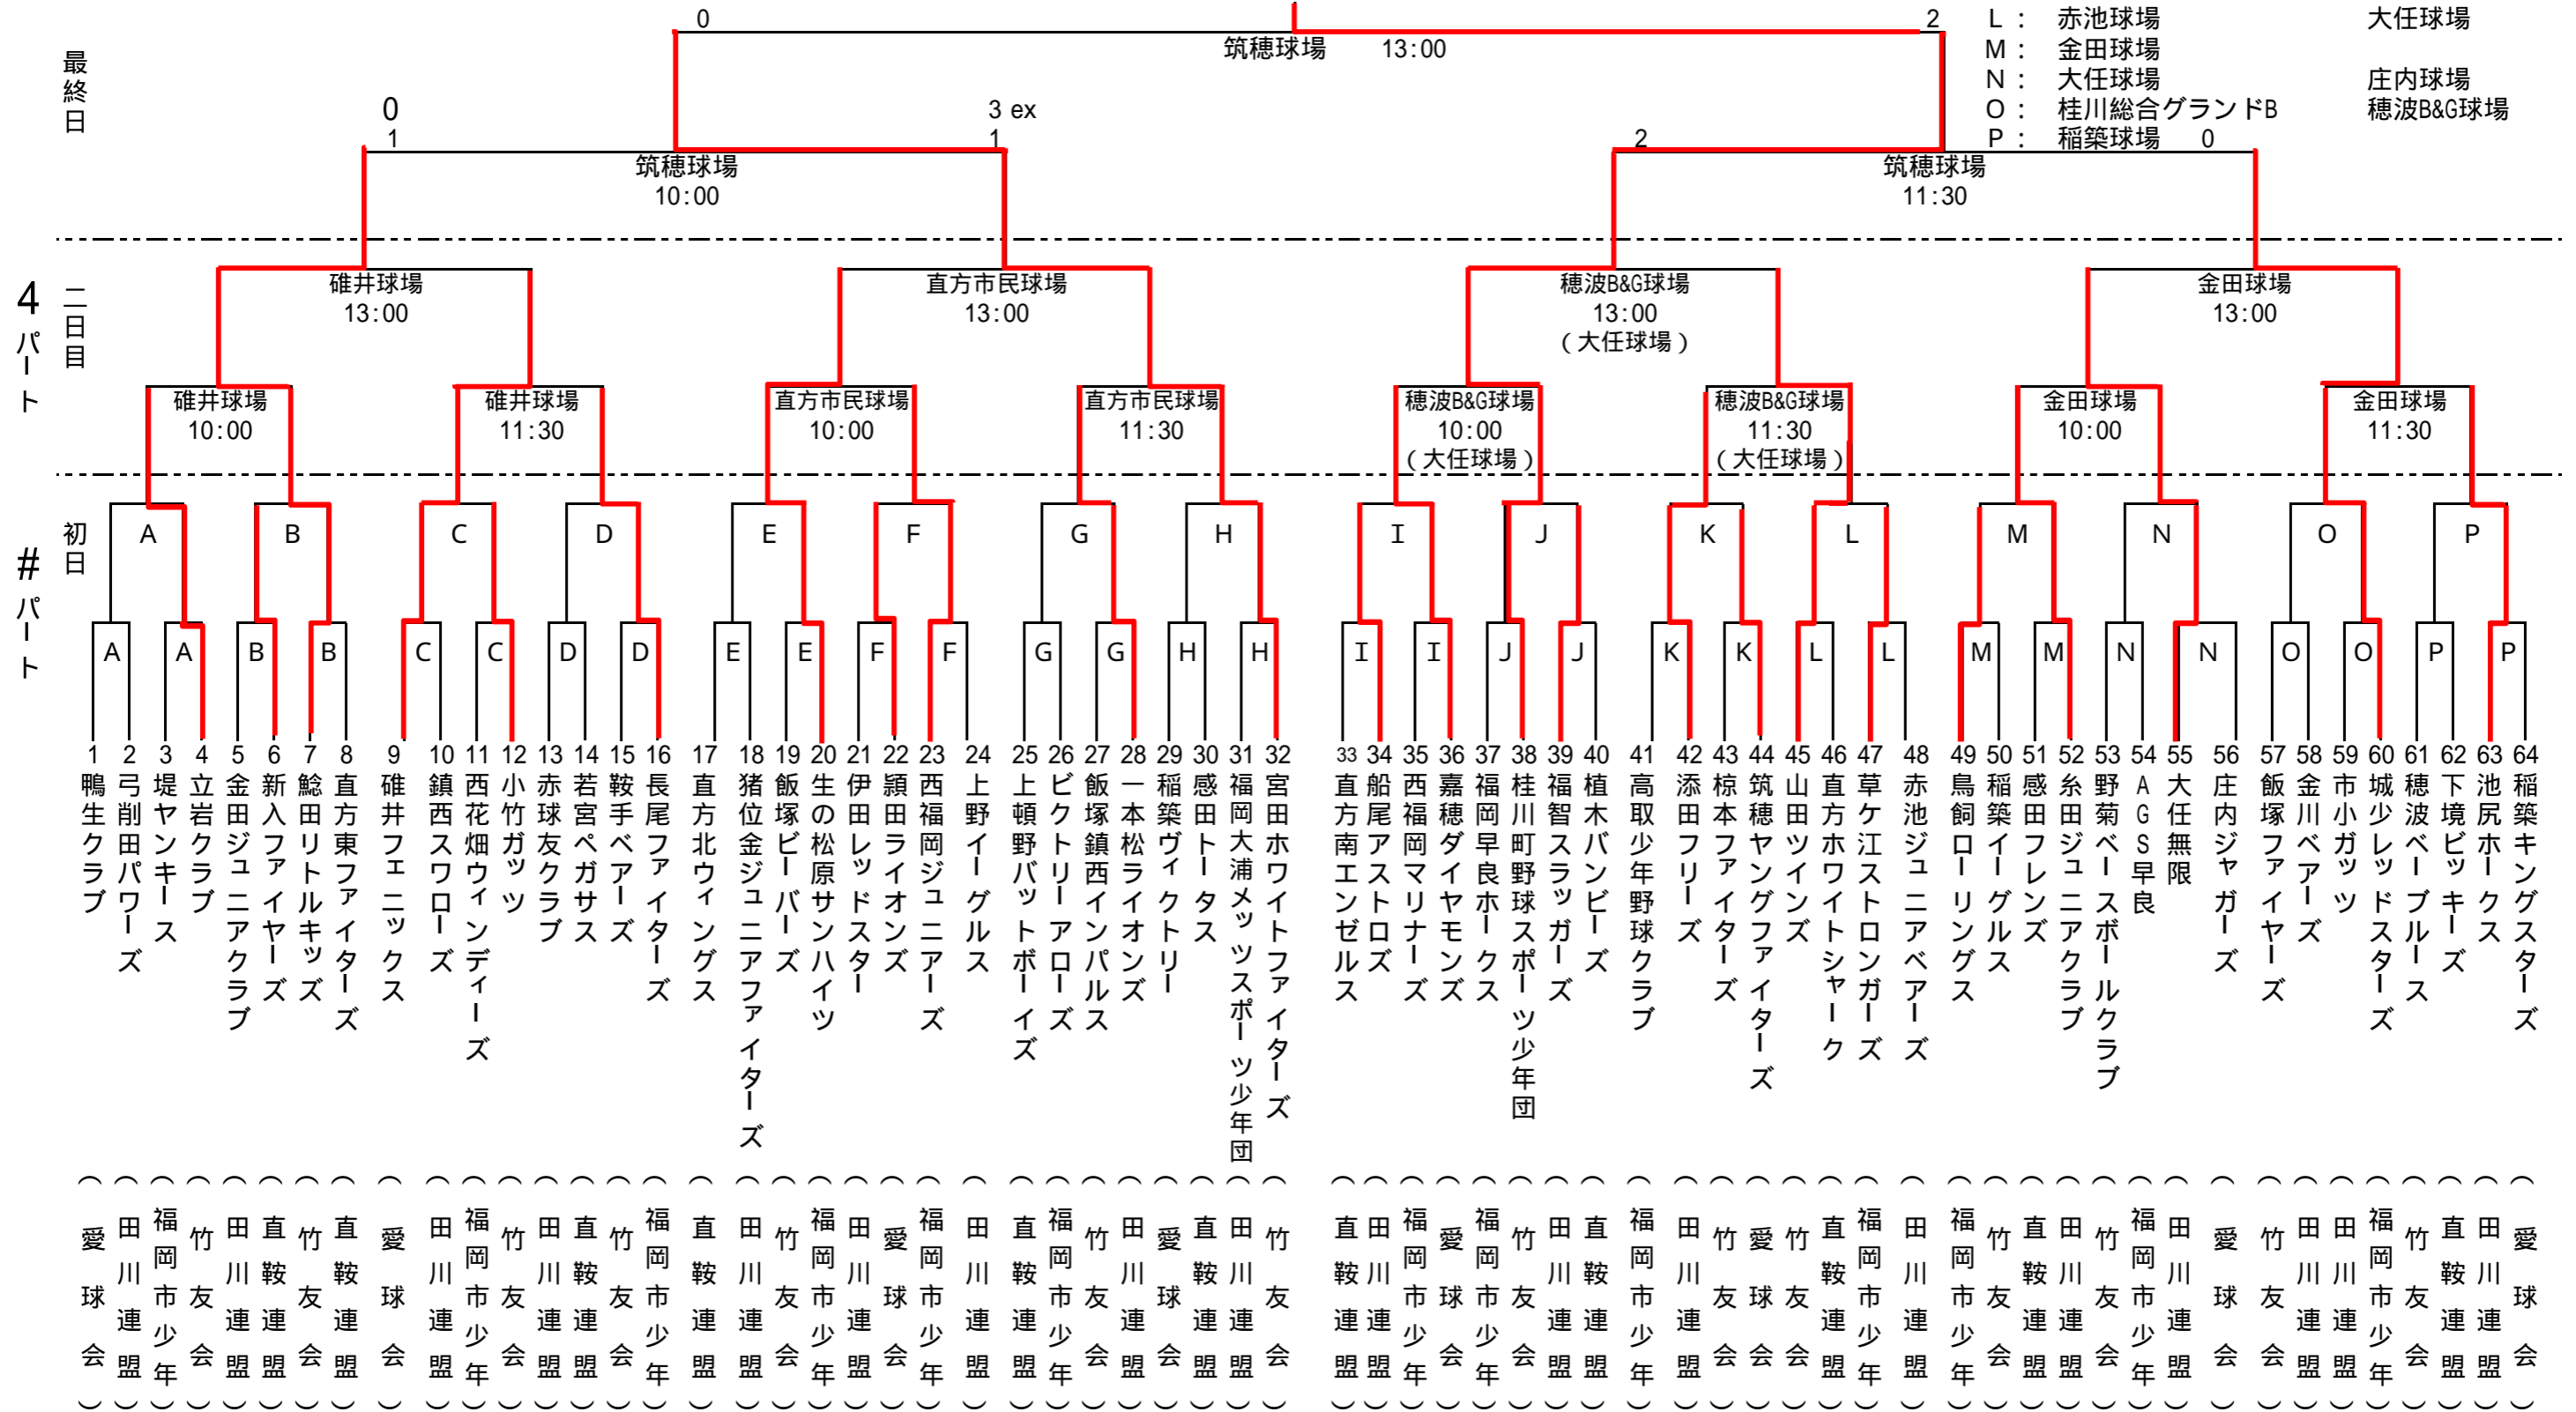 0
2
筑穂球場 13:00
L： 赤池球場 大任球場
M： 金田球場
N： 大任球場 庄内球場
O： 桂川総合グランドB 穂波B&G球場
P： 稲築球場
最終日
0
3 ex
1
1
筑穂球場
10:00
2
0
筑穂球場
11:30
4パート
二日目
碓井球場
13:00
直方市民球場
13:00
穂波B&G球場
13:00
(大任球場)
金田球場
13:00
碓井球場
10:00
碓井球場
11:30
直方市民球場
10:00
直方市民球場
11:30
穂波B&G球場
10:00
(大任球場)
穂波B&G球場
11:30
(大任球場)
金田球場
10:00
金田球場
11:30
#パート
初日
A B C D E F G H I J K L M N O P
A A B B C C D D E E F F G G H H I I J J K K L L M M N N O O P P
1 鴨生クラブ (愛球会)
2 弓削田パワーズ (田川連盟)
3 堤ヤンキース (福岡市少年)
4 立岩クラブ (竹友会)
5 金田ジュニアクラブ (田川連盟)
6 新入ファイヤーズ (直鞍連盟)
7 鯰田リトルキッズ (竹友会)
8 直方東ファイターズ (直鞍連盟)
9 碓井フェニックス (愛球会)
10 鎮西スワローズ (田川連盟)
11 西花畑ウィンディーズ (福岡市少年)
12 小竹ガッツ (竹友会)
13 赤球友クラブ (田川連盟)
14 若宮ペガサス (直鞍連盟)
15 鞍手ベアーズ (竹友会)
16 長尾ファイターズ (福岡市少年)
17 直方北ウィングス (直鞍連盟)
18 猪位金ジュニアファイターズ (田川連盟)
19 飯塚ビーバーズ (竹友会)
20 生の松原サンハイツ (福岡市少年)
21 伊田レッドスター (田川連盟)
22 頴田ライオンズ (愛球会)
23 西福岡ジュニアーズ (福岡市少年)
24 上野イーグルス (田川連盟)
25 上頓野バットボーイズ (直鞍連盟)
26 ビクトリーアローズ (福岡市少年)
27 飯塚鎮西インパルス (竹友会)
28 一本松ライオンズ (田川連盟)
29 稲築ヴィクトリー (愛球会)
30 感田トータス (直鞍連盟)
31 福岡大浦メッツスポーツ少年団 (田川連盟)
32 宮田ホワイトファイターズ (竹友会)
33 直方南エンゼルス (直鞍連盟)
34 船尾アストロズ (田川連盟)
35 西福岡マリナーズ (福岡市少年)
36 嘉穂ダイヤモンズ (愛球会)
37 福岡早良ホークス (福岡市少年)
38 桂川町野球スポーツ少年団 (竹友会)
39 福智スラッガーズ (田川連盟)
40 植木バンビーズ (直鞍連盟)
41 高取少年野球クラブ (福岡市少年)
42 添田フリーズ (田川連盟)
43 椋本ファイターズ (竹友会)
44 筑穂ヤングファイターズ (愛球会)
45 山田ツインズ (竹友会)
46 直方ホワイトシャーク (直鞍連盟)
47 草ケ江ストロンガーズ (福岡市少年)
48 赤池ジュニアベアーズ (田川連盟)
49 鳥飼ローリングス (福岡市少年)
50 稲築イーグルス (竹友会)
51 感田フレンズ (直鞍連盟)
52 糸田ジュニアクラブ (田川連盟)
53 野菊ベースボールクラブ (竹友会)
54 AGS早良 (福岡市少年)
55 大任無限 (田川連盟)
56 庄内ジャガーズ (愛球会)
57 飯塚ファイヤーズ (竹友会)
58 金川ベアーズ (田川連盟)
59 市小ガッツ (田川連盟)
60 城少レッドスターズ (福岡市少年)
61 穂波ベーブルース (竹友会)
62 下境ビッキーズ (直鞍連盟)
63 池尻ホークス (田川連盟)
64 稲築キングスターズ (愛球会)